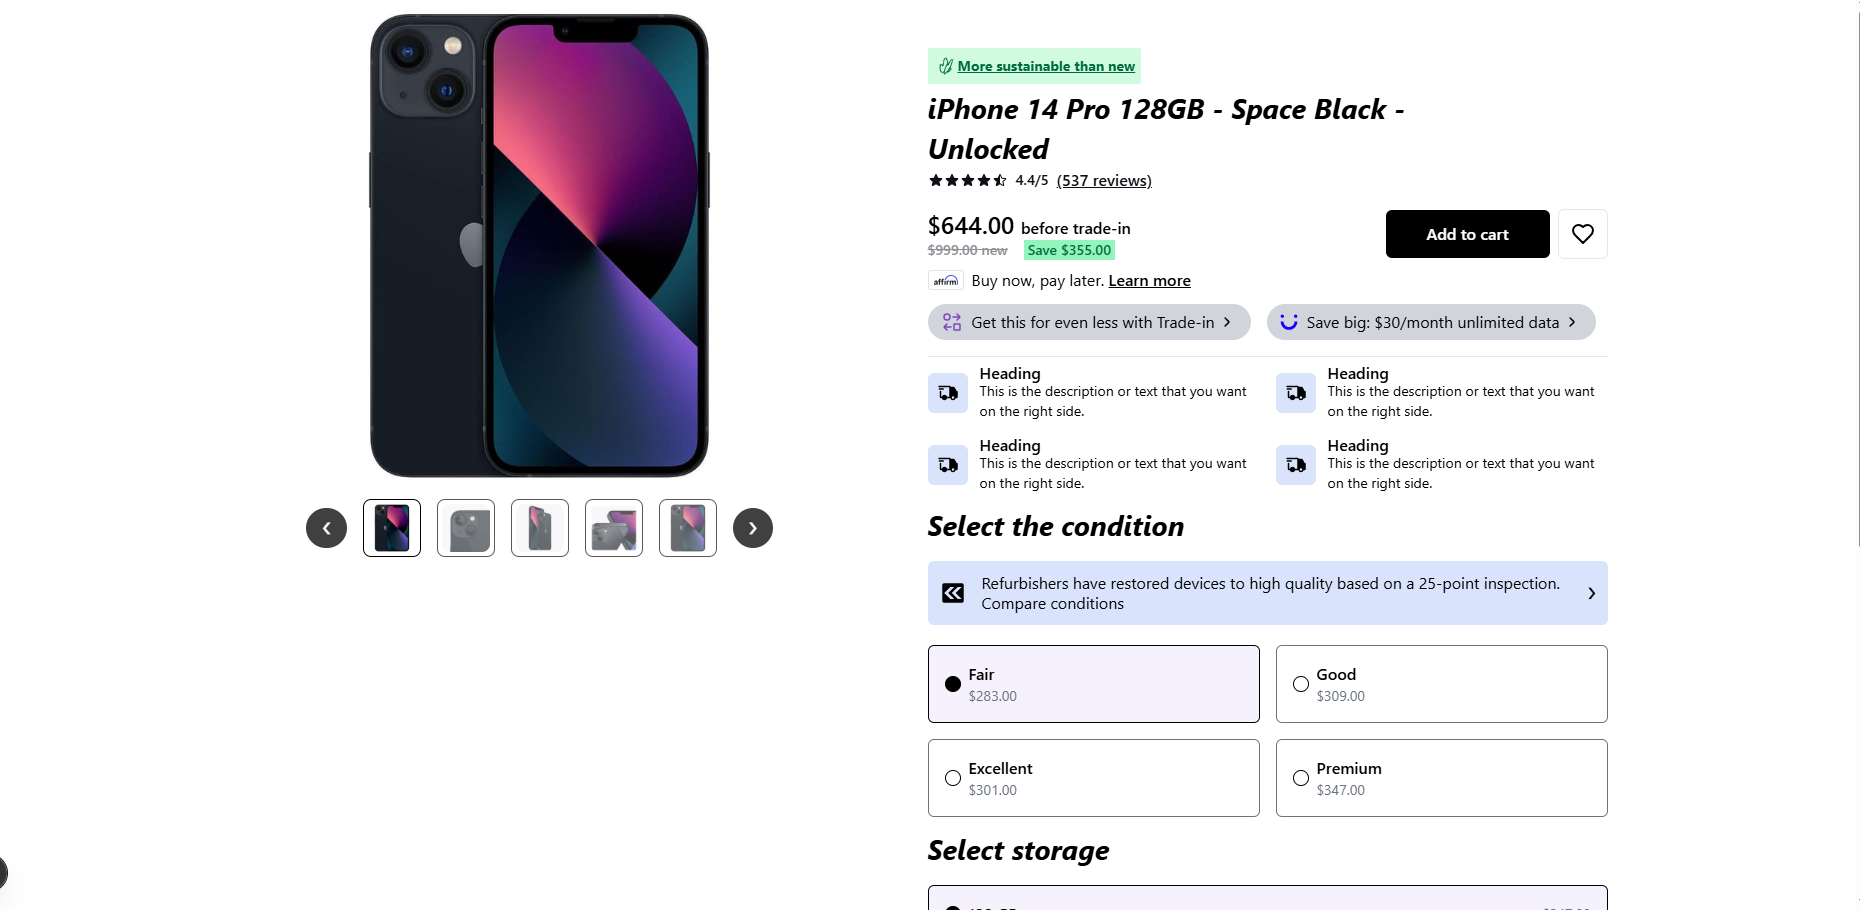 More sustainable than new
iPhone 14 Pro 128GB - Space Black -
Unlocked
4.4/5 (537 reviews)
$644.00 before trade-in
$999.00 new Save $355.00
Add to cart
affirm Buy now, pay later. Learn more
Get this for even less with Trade-in
Save big: $30/month unlimited data
Heading
This is the description or text that you want
on the right side.
Heading
This is the description or text that you want
on the right side.
Heading
This is the description or text that you want
on the right side.
Heading
This is the description or text that you want
on the right side.
Select the condition
Refurbishers have restored devices to high quality based on a 25-point inspection.
Compare conditions
Fair
$283.00
Good
$309.00
Excellent
$301.00
Premium
$347.00
Select storage